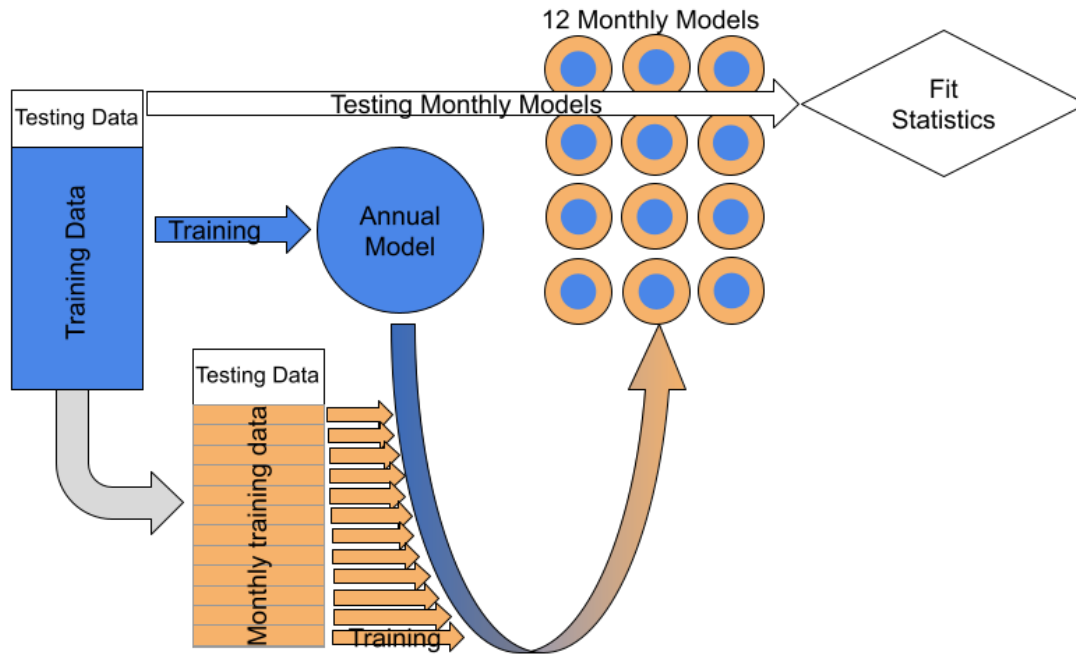 12 Monthly Models
Testing Data
Testing Monthly Models
Fit
Statistics
Training Data
Training
Annual
Model
Testing Data
Monthly training data
Training